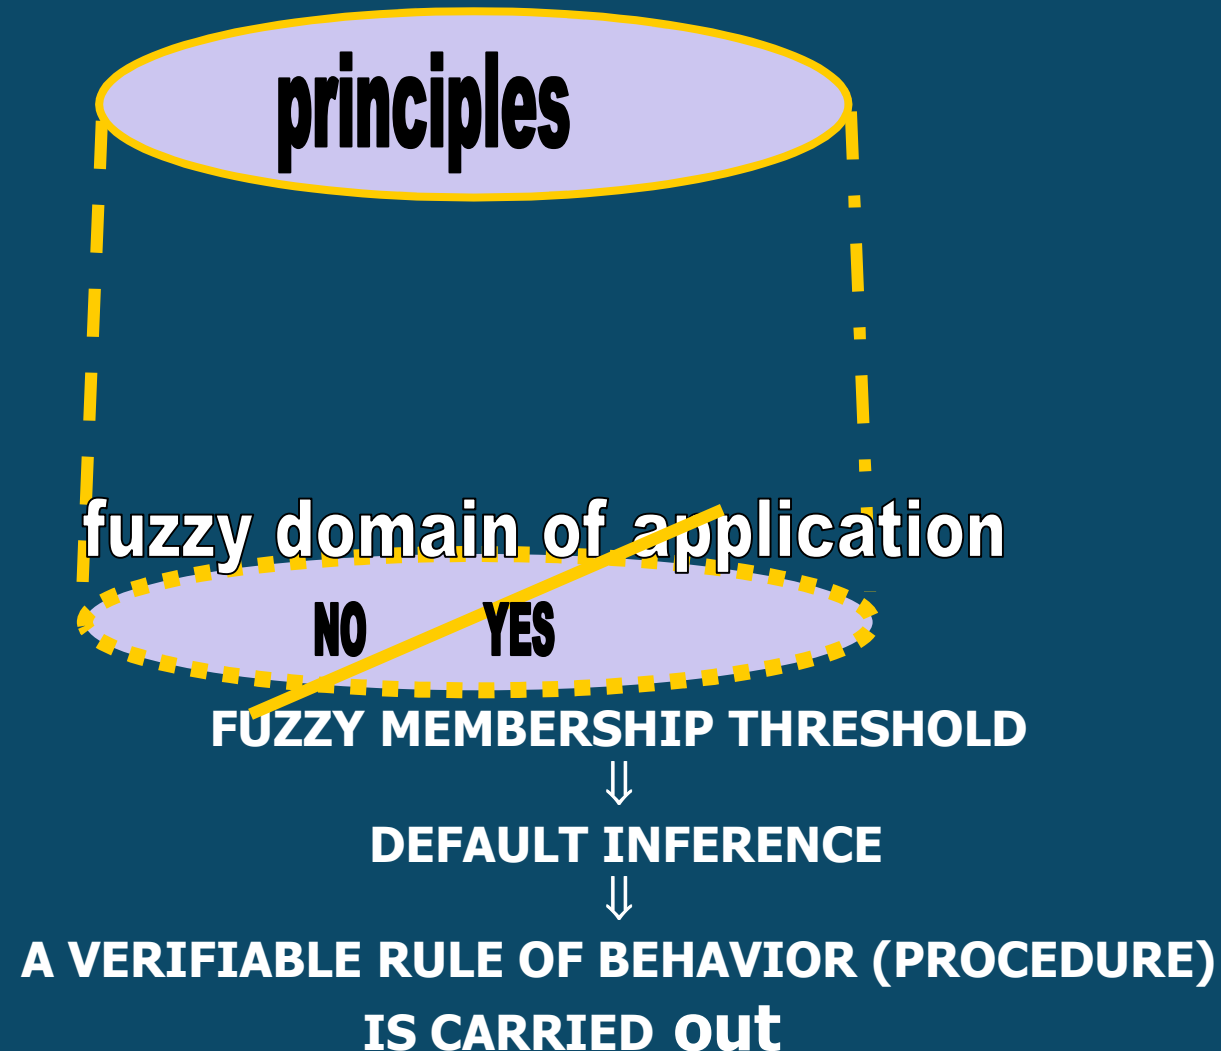 principles
fuzzy domain of application
NO YES
FUZZY MEMBERSHIP THRESHOLD
⇓
DEFAULT INFERENCE
⇓
A VERIFIABLE RULE OF BEHAVIOR (PROCEDURE)
IS CARRIED out